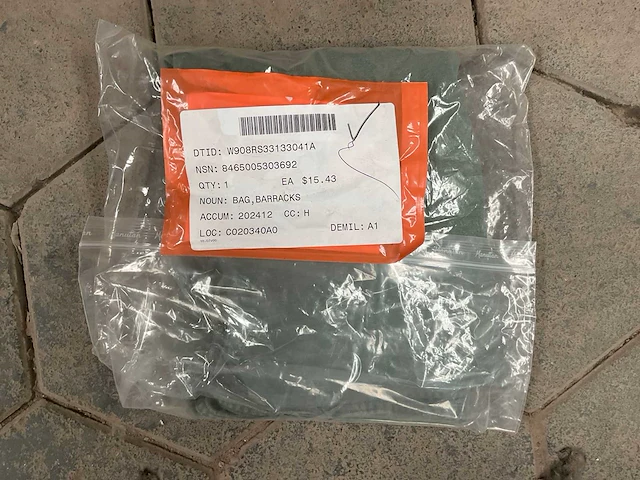 DTID: W908RS33133041A
NSN: 8465005303692
QTY: 1 EA $15.43
NOUN: BAG,BARRACKS
ACCUM: 202412 CC: H
LOC: C020340A0 DEMIL: A1